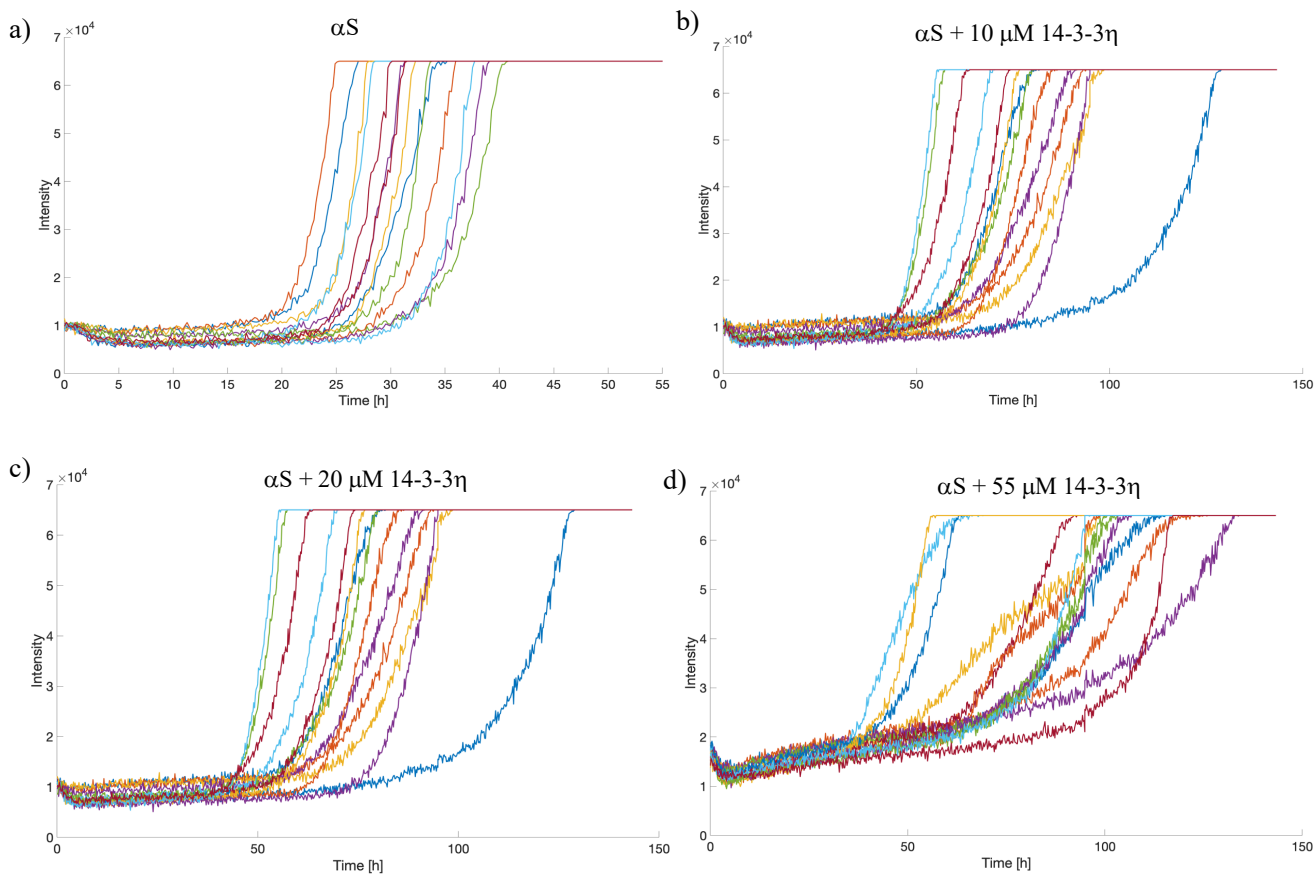 a)
αS
×10⁴
7
6
5
4
3
2
1
0
Intensity
0 5 5 10 15 20 25 30 35 40 45 50 55
Time [h]
b)
αS + 10 μM 14-3-3η
×10⁴
7
6
5
4
3
2
1
0
Intensity
0 50 100 150
Time [h]
c)
αS + 20 μM 14-3-3η
×10⁴
7
6
5
4
3
2
1
0
Intensity
0 50 100 150
Time [h]
d)
αS + 55 μM 14-3-3η
×10⁴
7
6
5
4
3
2
1
0
Intensity
0 50 100 150
Time [h]